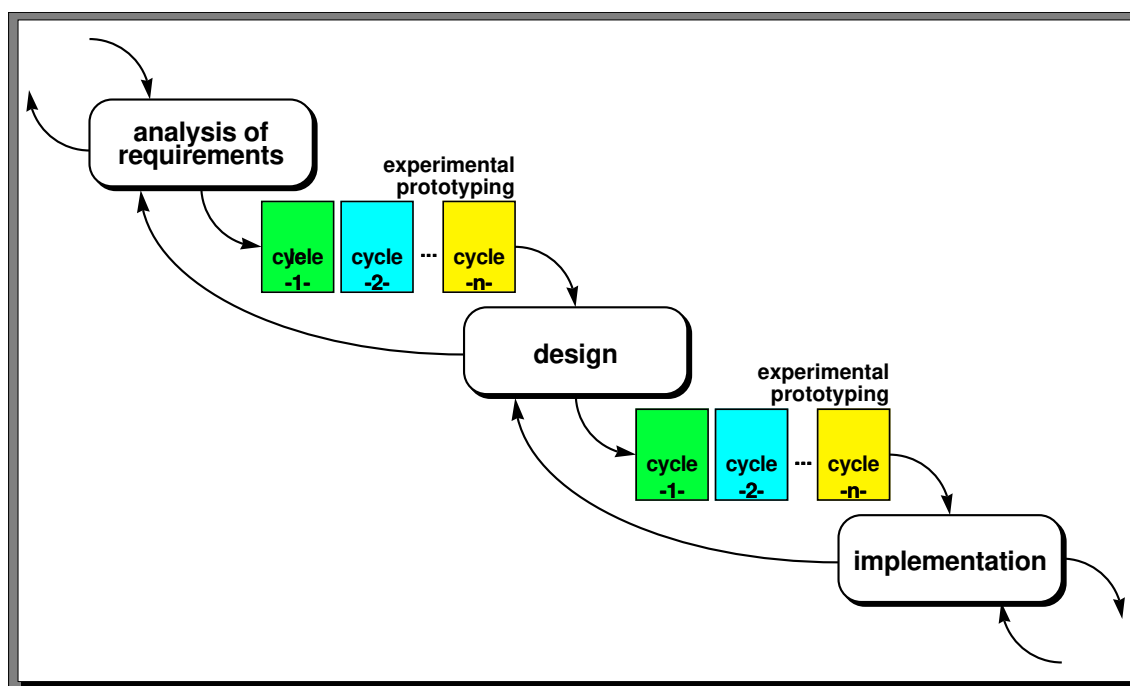 analysis of
requirements
experimental
prototyping
cycle
-1-
cycle
-2-
...
cycle
-n-
design
experimental
prototyping
cycle
-1-
cycle
-2-
...
cycle
-n-
implementation